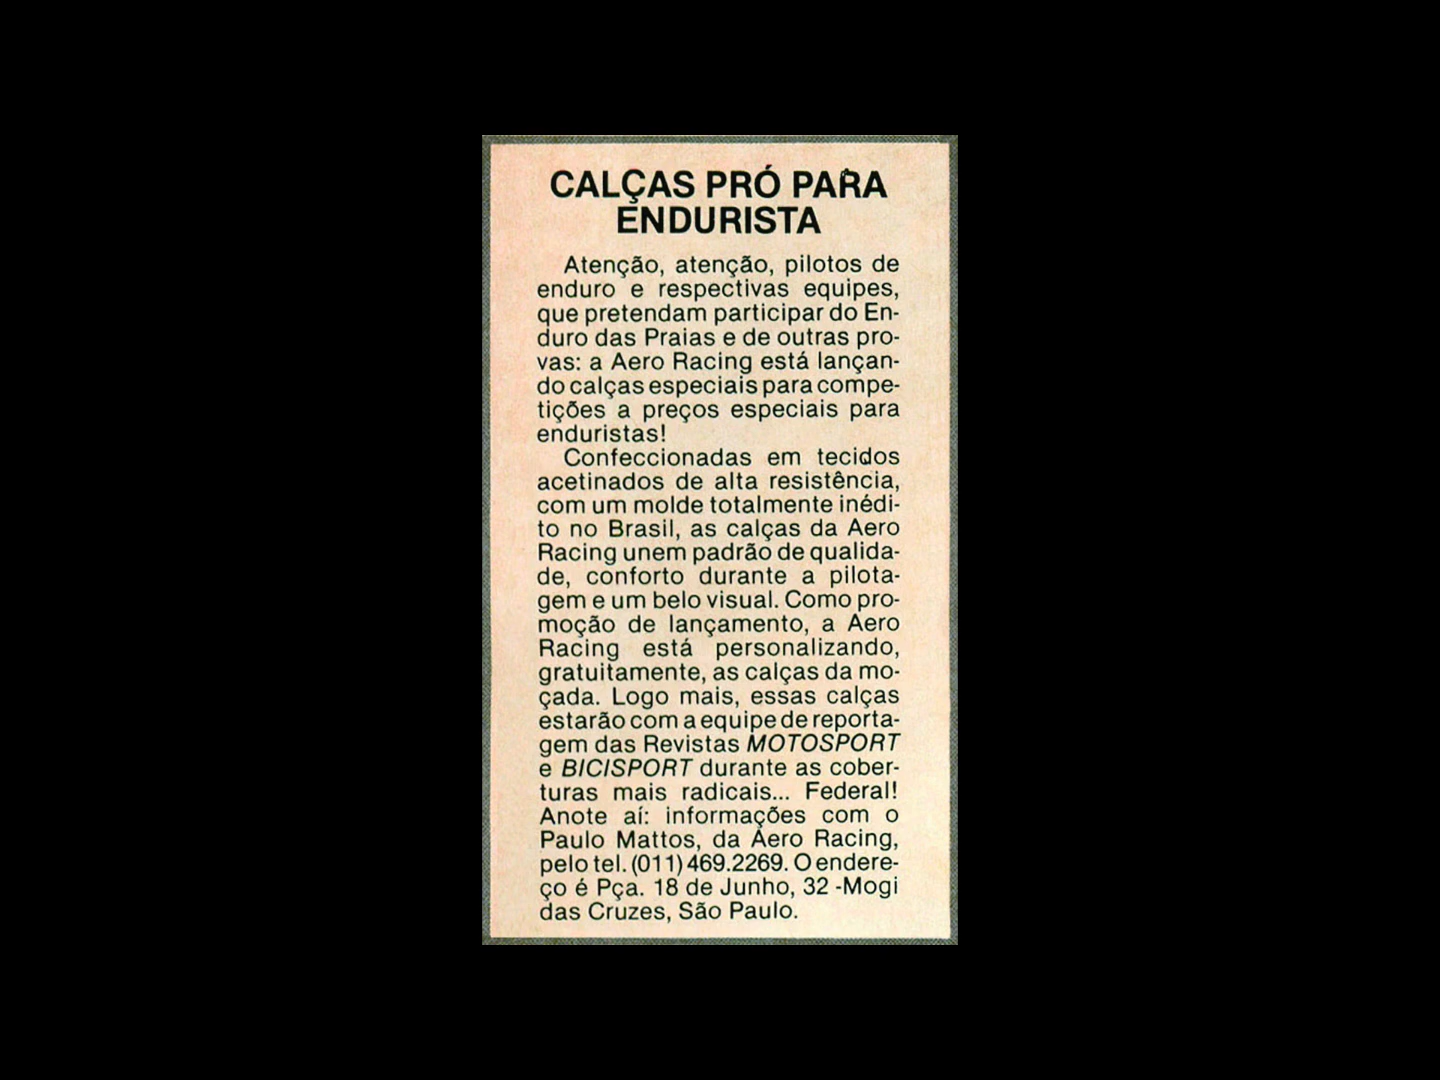 CALÇAS PRÓ PARA
ENDURISTA
Atenção, atenção, pilotos de
enduro e respectivas equipes,
que pretendam participar do En-
duro das Praias e de outras pro-
vas: a Aero Racing está lançan-
do calças especiais para compe-
tições a preços especiais para
enduristas!
Confeccionadas em tecidos
acetinados de alta resistência,
com um molde totalmente inédi-
to no Brasil, as calças da Aero
Racing unem padrão de qualida-
de, conforto durante a pilota-
gem e um belo visual. Como pro-
moção de lançamento, a Aero
Racing está personalizando,
gratuitamente, as calças da mo-
çada. Logo mais, essas calças
estarão com a equipe de reporta-
gem das Revistas MOTOSPORT
e BICISPORT durante as cober-
turas mais radicais... Federal!
Anote aí: informações com o
Paulo Mattos, da Aero Racing,
pelo tel. (011) 469.2269. O endere-
ço é Pça. 18 de Junho, 32 -Mogi
das Cruzes, São Paulo.